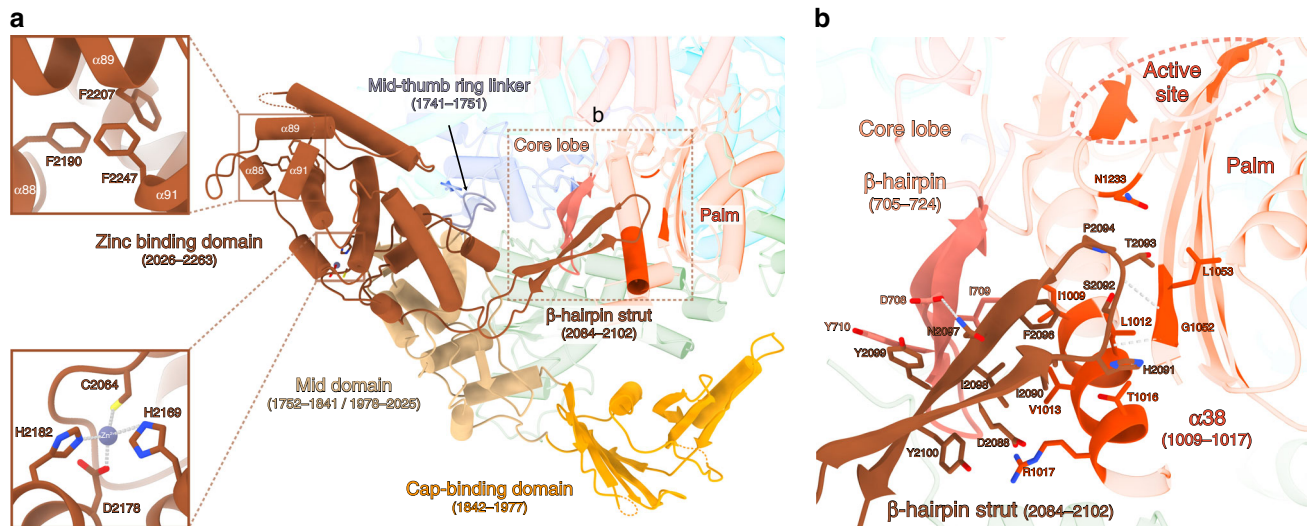 a
α89
F2207
F2190
α88
F2247
α91
Mid-thumb ring linker
(1741–1751)
b
α89
α88
α91
Core lobe
Palm
Zinc binding domain
(2026–2263)
β-hairpin strut
(2084–2102)
C2064
H2182
Zn²⁺
H2169
D2178
Mid domain
(1752–1841 / 1978–2025)
Cap-binding domain
(1842–1977)
b
Active
site
Core lobe
Palm
β-hairpin
(705–724)
N1233
P2094
T2093
L1053
S2092
D708
I709
I1009
L1012
G1052
Y710
N2097
F2096
Y2099
H2091
I2098
I2090
V1013
T1016
α38
(1009–1017)
D2088
Y2100
R1017
β-hairpin strut (2084–2102)